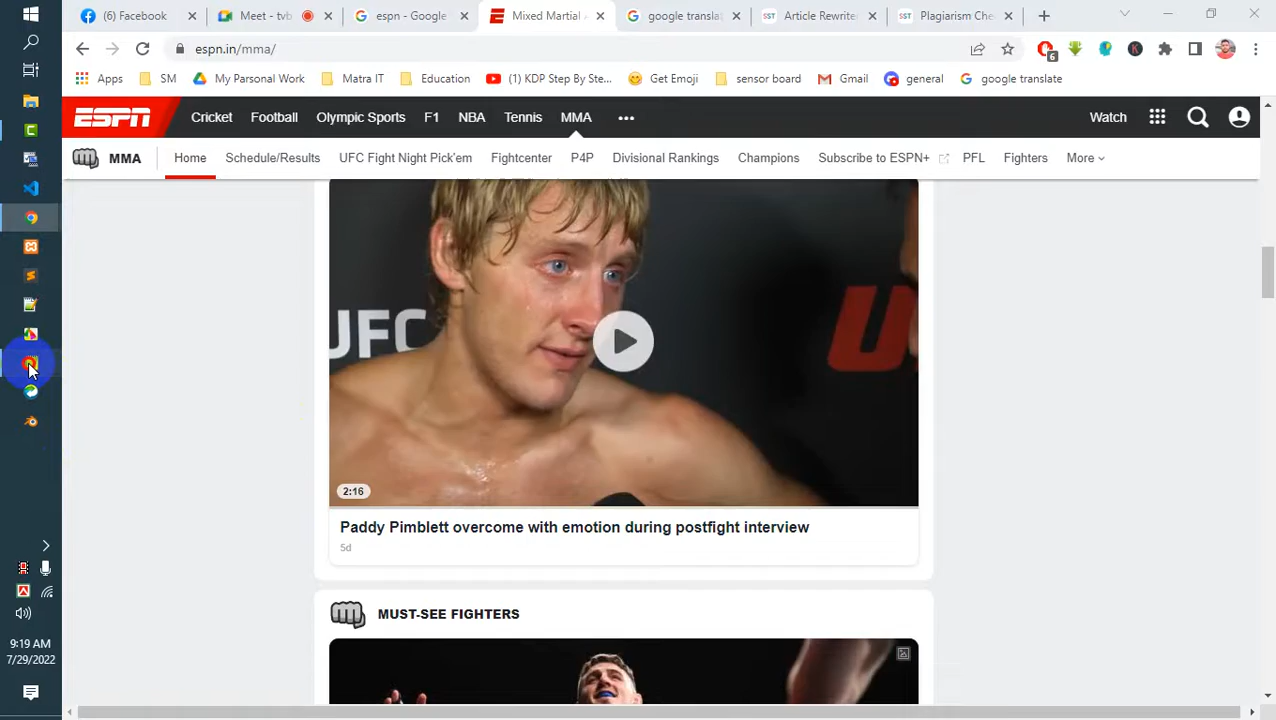 (6) Facebook
Meet - tvb
espn - Google
Mixed Martial
google transla
Article Rewrite
Plagiarism Che
espn.in/mma/
6
Apps
SM
My Parsonal Work
Matra IT
Education
(1) KDP Step By Ste...
Get Emoji
sensor board
Gmail
general
google translate
ESPN
Cricket
Football
Olympic Sports
F1
NBA
Tennis
MMA
Watch
MMA
Home
Schedule/Results
UFC Fight Night Pick'em
Fightcenter
P4P
Divisional Rankings
Champions
Subscribe to ESPN+
PFL
Fighters
More
UFC
U
2:16
Paddy Pimblett overcome with emotion during postfight interview
5d
MUST-SEE FIGHTERS
9:19 AM
7/29/2022